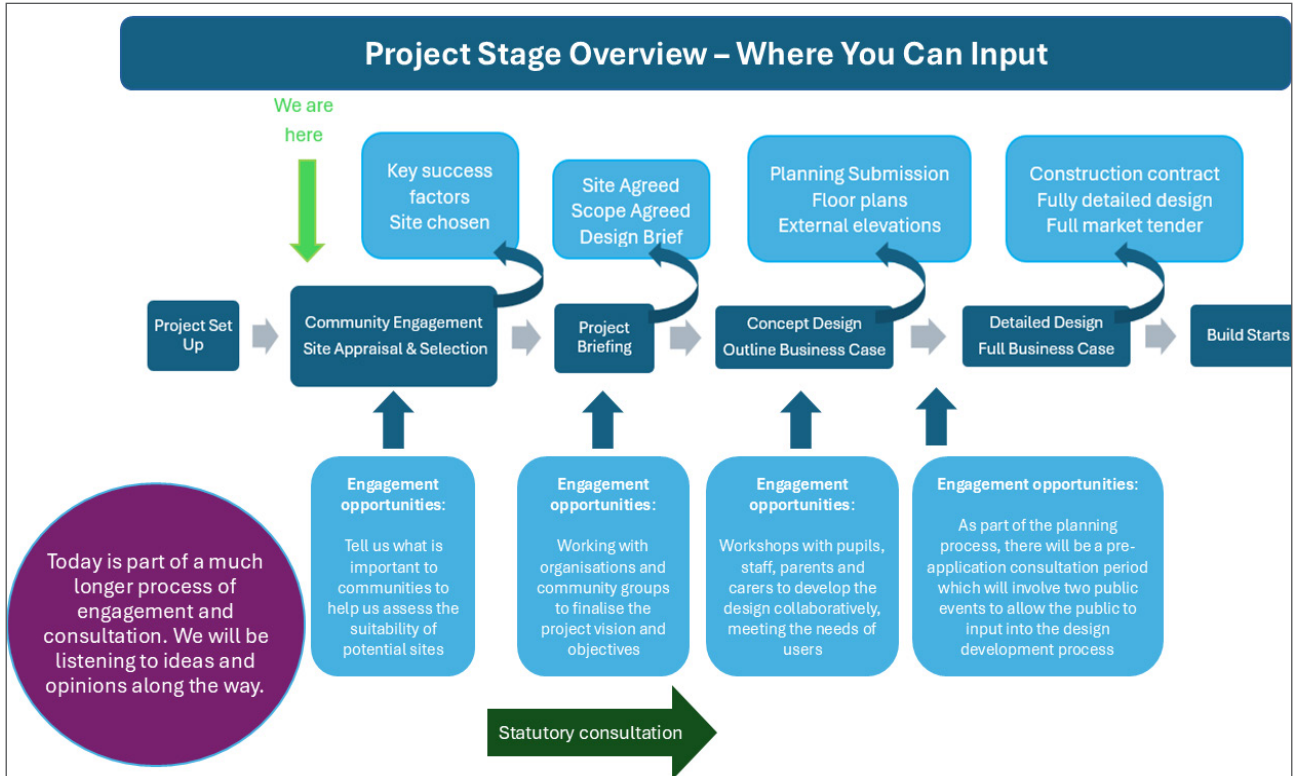 Project Stage Overview – Where You Can Input
We are
here
Key success
factors
Site chosen
Site Agreed
Scope Agreed
Design Brief
Planning Submission
Floor plans
External elevations
Construction contract
Fully detailed design
Full market tender
Project Set
Up
Community Engagement
Site Appraisal & Selection
Project
Briefing
Concept Design
Outline Business Case
Detailed Design
Full Business Case
Build Starts
Engagement
opportunities:
Tell us what is
important to
communities to
help us assess the
suitability of
potential sites
Engagement
opportunities:
Working with
organisations and
community groups
to finalise the
project vision and
objectives
Engagement
opportunities:
Workshops with pupils,
staff, parents and
carers to develop the
design collaboratively,
meeting the needs of
users
Engagement opportunities:
As part of the planning
process, there will be a pre-
application consultation period
which will involve two public
events to allow the public to
input into the design
development process
Today is part of a much
longer process of
engagement and
consultation. We will be
listening to ideas and
opinions along the way.
Statutory consultation